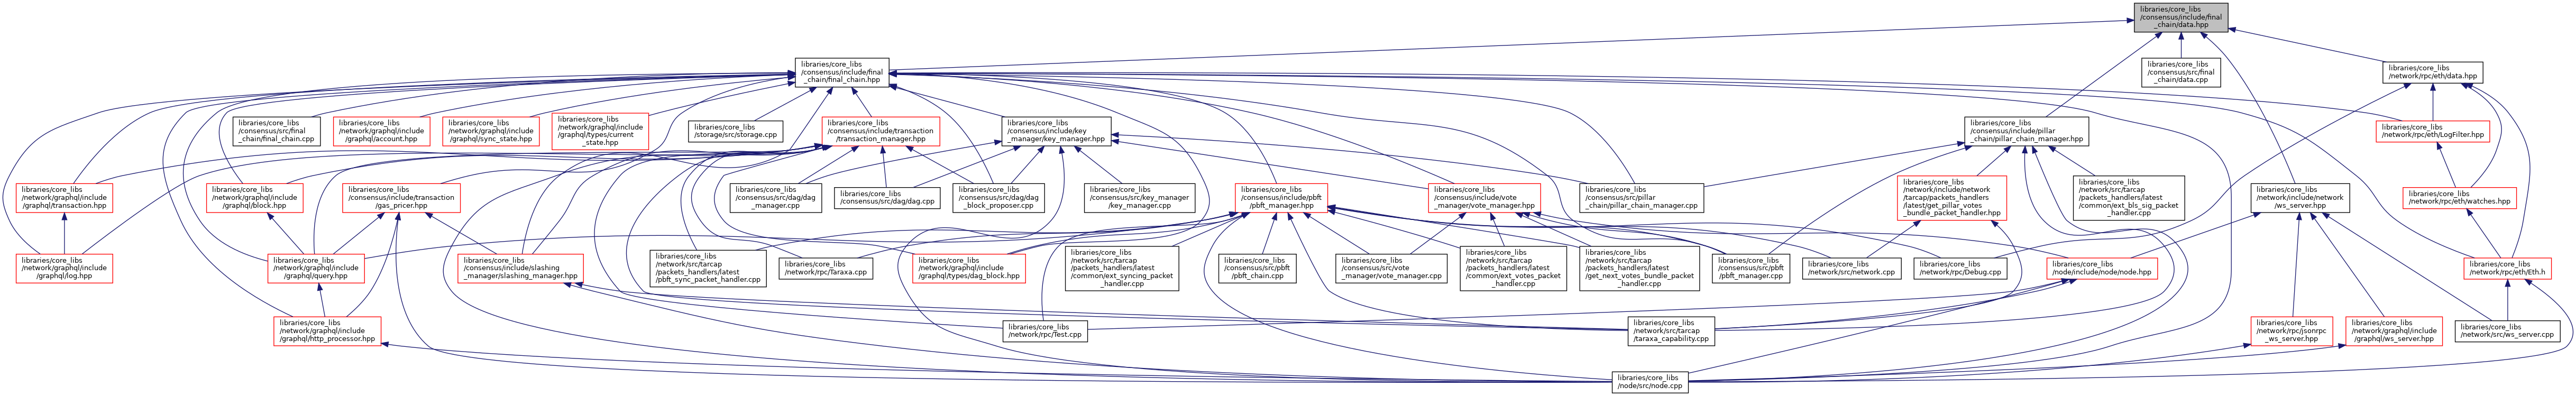 libraries/core_libs
/consensus/include/final
_chain/data.hpp
libraries/core_libs
/consensus/include/final
_chain/final_chain.hpp
libraries/core_libs
/consensus/src/final
_chain/data.cpp
libraries/core_libs
/network/rpc/eth/data.hpp
libraries/core_libs
/consensus/src/final
_chain/final_chain.cpp
libraries/core_libs
/network/graphql/include
/graphql/account.hpp
libraries/core_libs
/network/graphql/include
/graphql/sync_state.hpp
libraries/core_libs
/network/graphql/include
/graphql/types/current
_state.hpp
libraries/core_libs
/storage/src/storage.cpp
libraries/core_libs
/consensus/include/transaction
/transaction_manager.hpp
libraries/core_libs
/consensus/include/key
_manager/key_manager.hpp
libraries/core_libs
/consensus/include/pillar
_chain/pillar_chain_manager.hpp
libraries/core_libs
/network/rpc/eth/LogFilter.hpp
libraries/core_libs
/network/graphql/include
/graphql/transaction.hpp
libraries/core_libs
/network/graphql/include
/graphql/block.hpp
libraries/core_libs
/consensus/include/transaction
/gas_pricer.hpp
libraries/core_libs
/consensus/src/dag/dag
_manager.cpp
libraries/core_libs
/consensus/src/dag/dag.cpp
libraries/core_libs
/consensus/src/dag/dag
_block_proposer.cpp
libraries/core_libs
/consensus/src/key_manager
/key_manager.cpp
libraries/core_libs
/consensus/include/pbft
/pbft_manager.hpp
libraries/core_libs
/consensus/include/vote
_manager/vote_manager.hpp
libraries/core_libs
/consensus/src/pillar
_chain/pillar_chain_manager.cpp
libraries/core_libs
/network/include/network
/tarcap/packets_handlers
/latest/get_pillar_votes
_bundle_packet_handler.hpp
libraries/core_libs
/network/src/tarcap
/packets_handlers/latest
/common/ext_bls_sig_packet
_handler.cpp
libraries/core_libs
/network/include/network
/ws_server.hpp
libraries/core_libs
/network/rpc/eth/watches.hpp
libraries/core_libs
/network/graphql/include
/graphql/log.hpp
libraries/core_libs
/network/graphql/include
/graphql/query.hpp
libraries/core_libs
/consensus/include/slashing
_manager/slashing_manager.hpp
libraries/core_libs
/network/src/tarcap
/packets_handlers/latest
/pbft_sync_packet_handler.cpp
libraries/core_libs
/network/rpc/Taraxa.cpp
libraries/core_libs
/network/graphql/include
/graphql/types/dag_block.hpp
libraries/core_libs
/network/src/tarcap
/packets_handlers/latest
/common/ext_syncing_packet
_handler.cpp
libraries/core_libs
/consensus/src/pbft
/pbft_chain.cpp
libraries/core_libs
/consensus/src/vote
_manager/vote_manager.cpp
libraries/core_libs
/network/src/tarcap
/packets_handlers/latest
/common/ext_votes_packet
_handler.cpp
libraries/core_libs
/network/src/tarcap
/packets_handlers/latest
/get_next_votes_bundle_packet
_handler.cpp
libraries/core_libs
/consensus/src/pbft
/pbft_manager.cpp
libraries/core_libs
/network/src/network.cpp
libraries/core_libs
/network/rpc/Debug.cpp
libraries/core_libs
/node/include/node/node.hpp
libraries/core_libs
/network/rpc/eth/Eth.h
libraries/core_libs
/network/graphql/include
/graphql/http_processor.hpp
libraries/core_libs
/network/rpc/Test.cpp
libraries/core_libs
/network/src/tarcap
/taraxa_capability.cpp
libraries/core_libs
/network/rpc/jsonrpc
_ws_server.hpp
libraries/core_libs
/network/graphql/include
/graphql/ws_server.hpp
libraries/core_libs
/network/src/ws_server.cpp
libraries/core_libs
/node/src/node.cpp